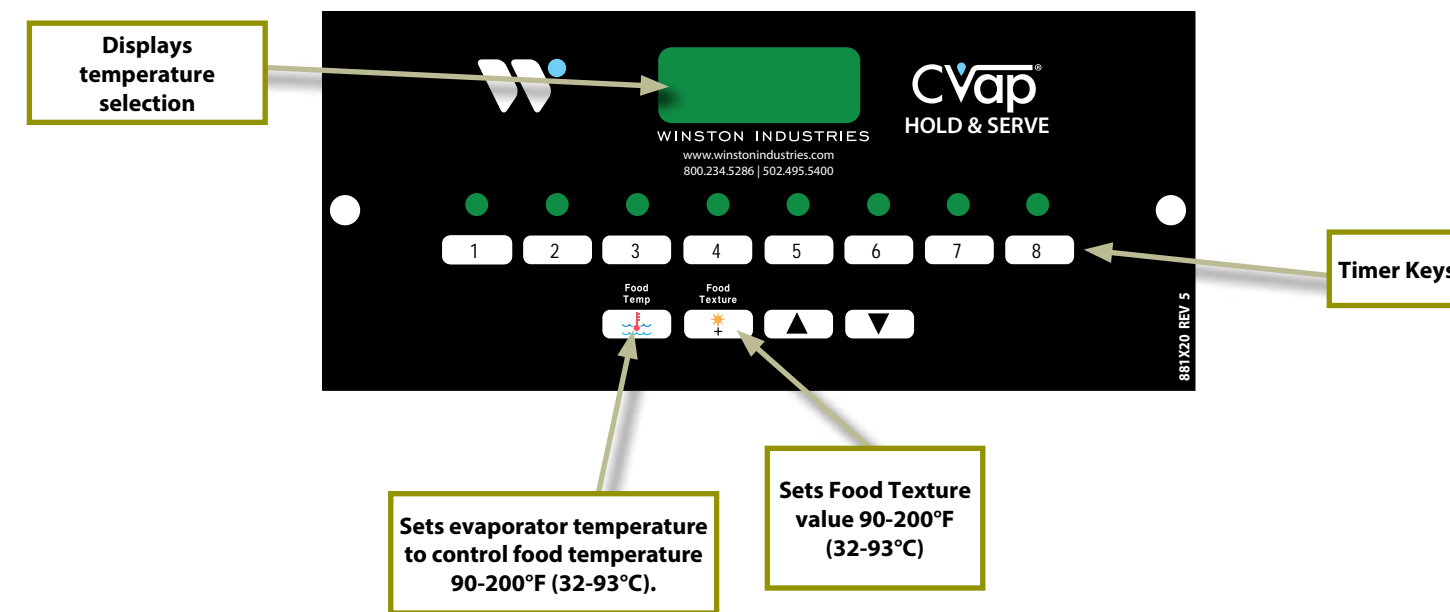 Displays
temperature
selection
CVap®
HOLD & SERVE
WINSTON INDUSTRIES
www.winstonindustries.com
800.234.5286 | 502.495.5400
1 2 3 4 5 6 7 8
Timer Keys
Food
Temp
Food
Texture
+
881X20 REV 5
Sets evaporator temperature
to control food temperature
90-200°F (32-93°C).
Sets Food Texture
value 90-200°F
(32-93°C)